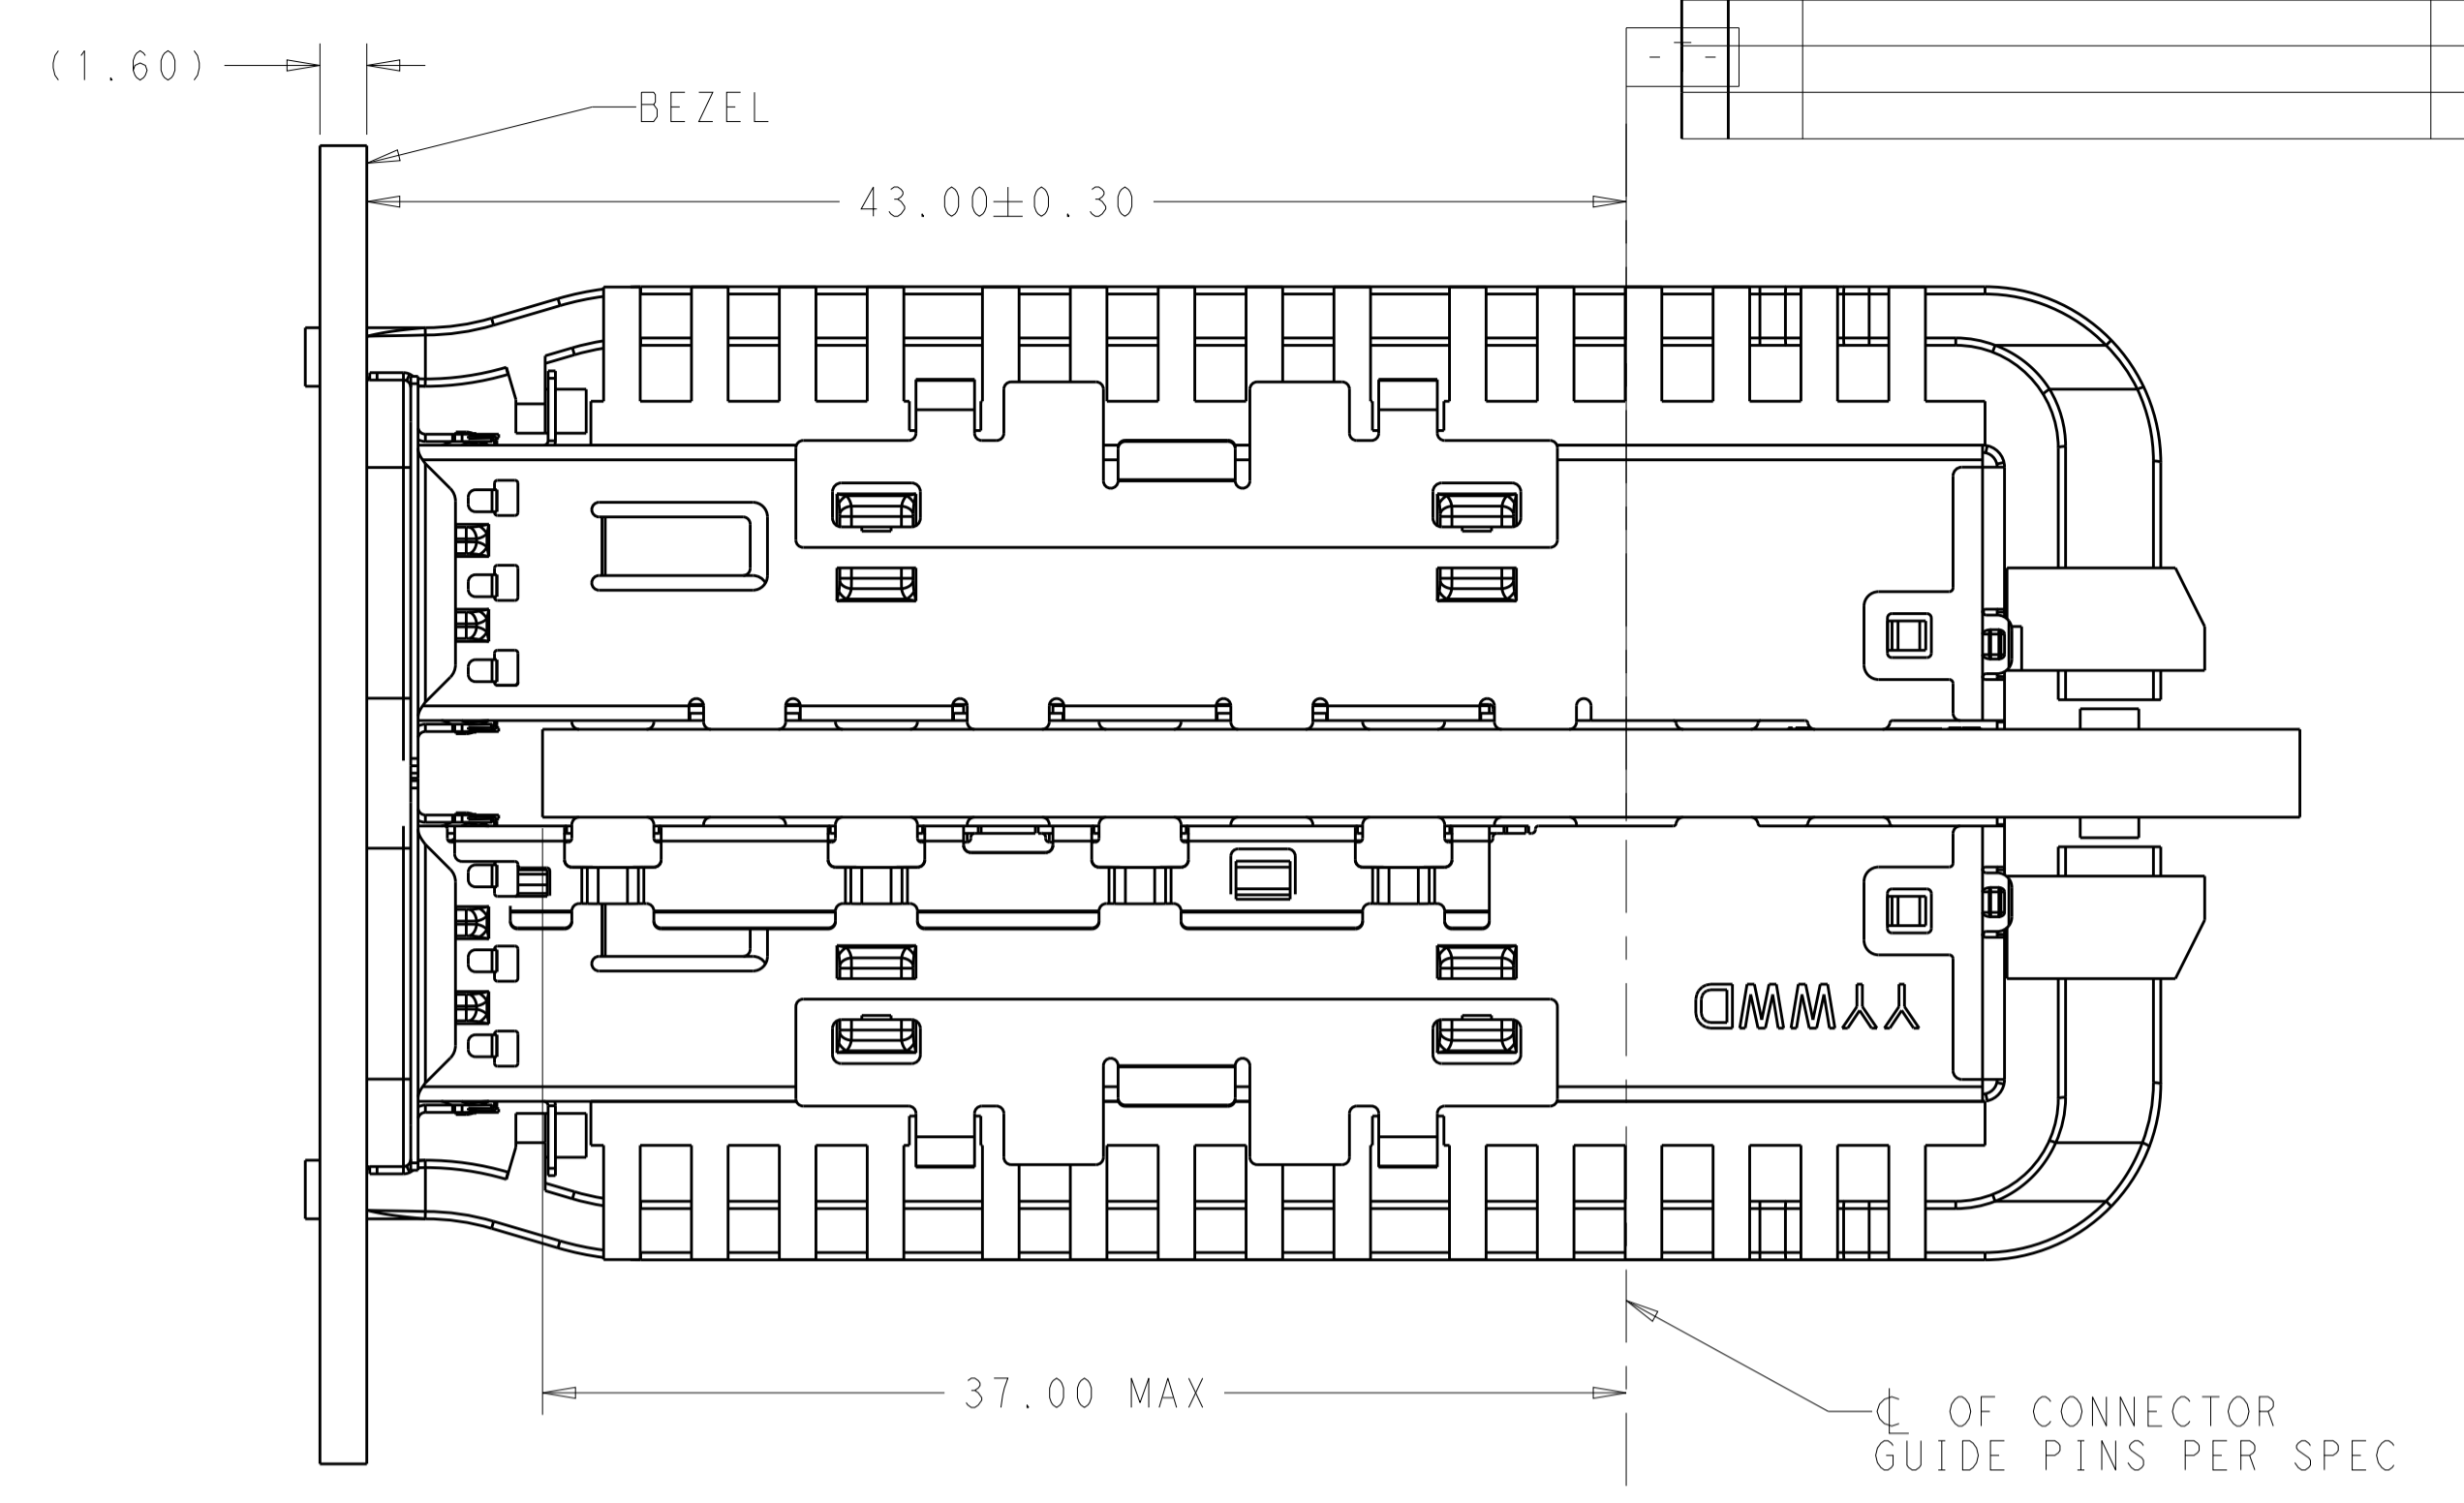 (1.60)
BEZEL
43.00±0.30
YYWWD
37.00 MAX
℄ OF CONNECTOR
GUIDE PINS PER SPEC